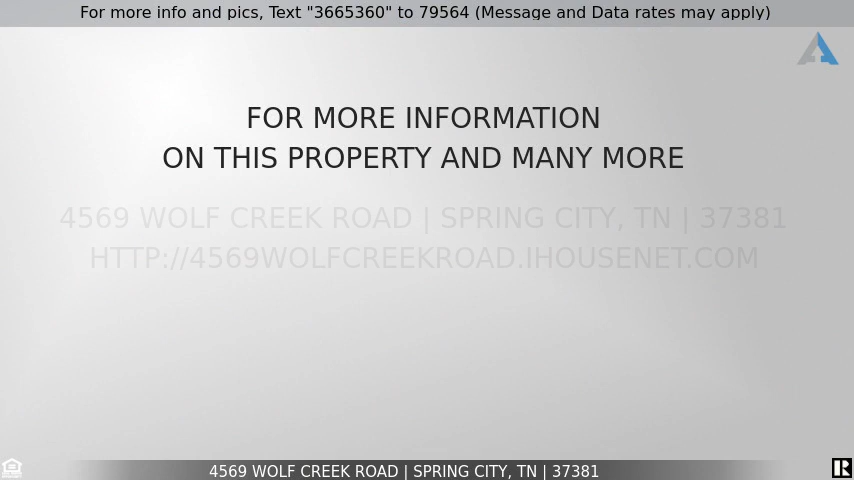 For more info and pics, Text "3665360" to 79564 (Message and Data rates may apply)
FOR MORE INFORMATION
ON THIS PROPERTY AND MANY MORE
4569 WOLF CREEK ROAD | SPRING CITY, TN | 37381
HTTP://4569WOLFCREEKROAD.IHOUSENET.COM
4569 WOLF CREEK ROAD | SPRING CITY, TN | 37381